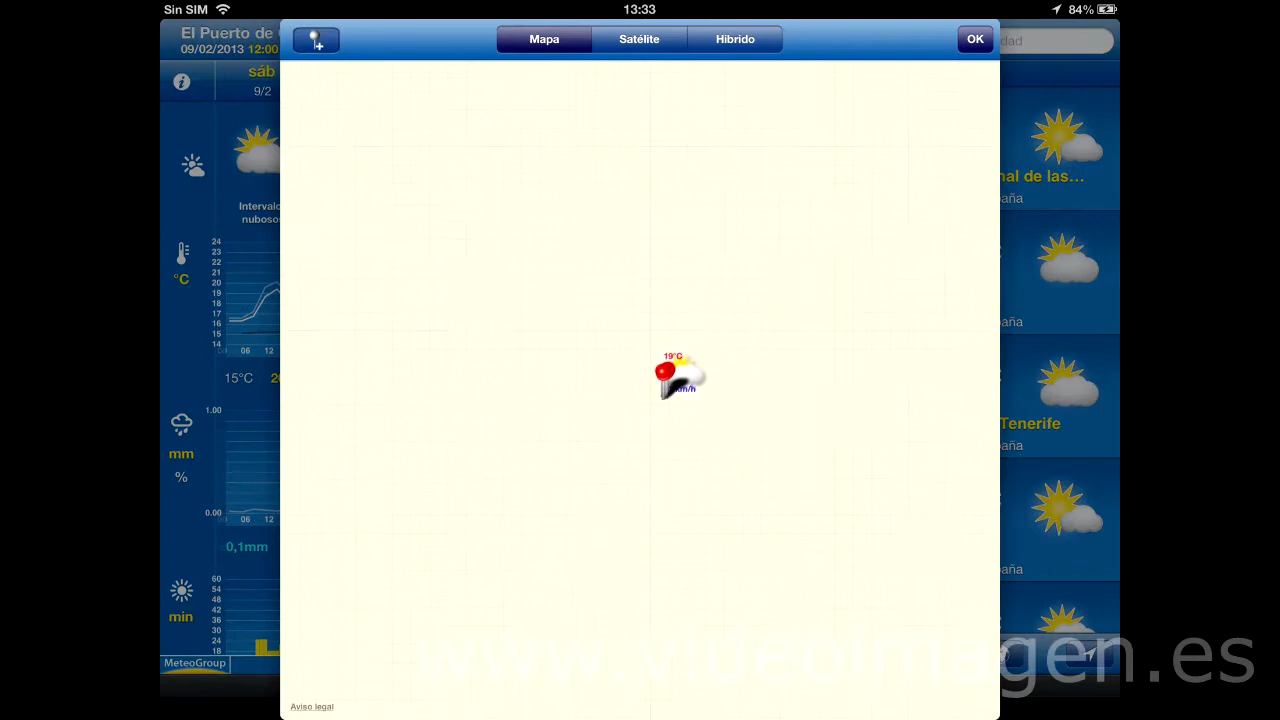 Sin SIM
13:33
84%
El Puerto de
09/02/2013 12:00
Mapa
Satélite
Hibrido
OK
dad
sáb
9/2
Intervalo
nuboso
°C
24
23
22
21
20
19
18
17
16
15
14
06 12
15°C
19°C
km/h
nal de las...
aña
aña
Tenerife
aña
aña
1.00
mm
%
0.00
06 12
0,1mm
min
60
54
48
42
36
30
24
18
MeteoGroup
Aviso legal
www.videoimagen.es